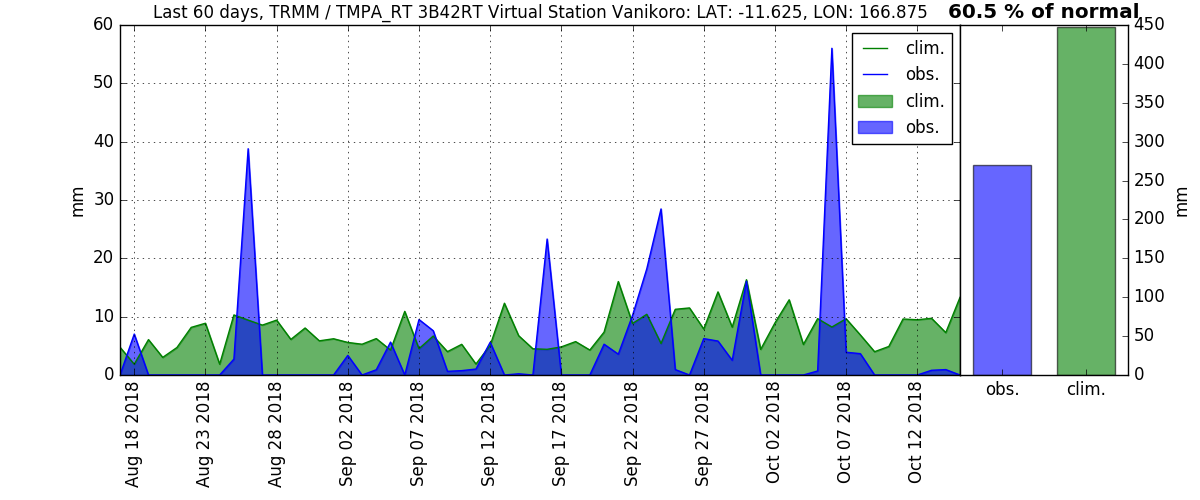 Last 60 days, TRMM / TMPA_RT 3B42RT Virtual Station Vanikoro: LAT: -11.625, LON: 166.875
60.5 % of normal
60
50
40
30
20
10
0
mm
clim.
obs.
clim.
obs.
450
400
350
300
250
200
150
100
50
0
mm
Aug 18 2018
Aug 23 2018
Aug 28 2018
Sep 02 2018
Sep 07 2018
Sep 12 2018
Sep 17 2018
Sep 22 2018
Sep 27 2018
Oct 02 2018
Oct 07 2018
Oct 12 2018
obs.
clim.